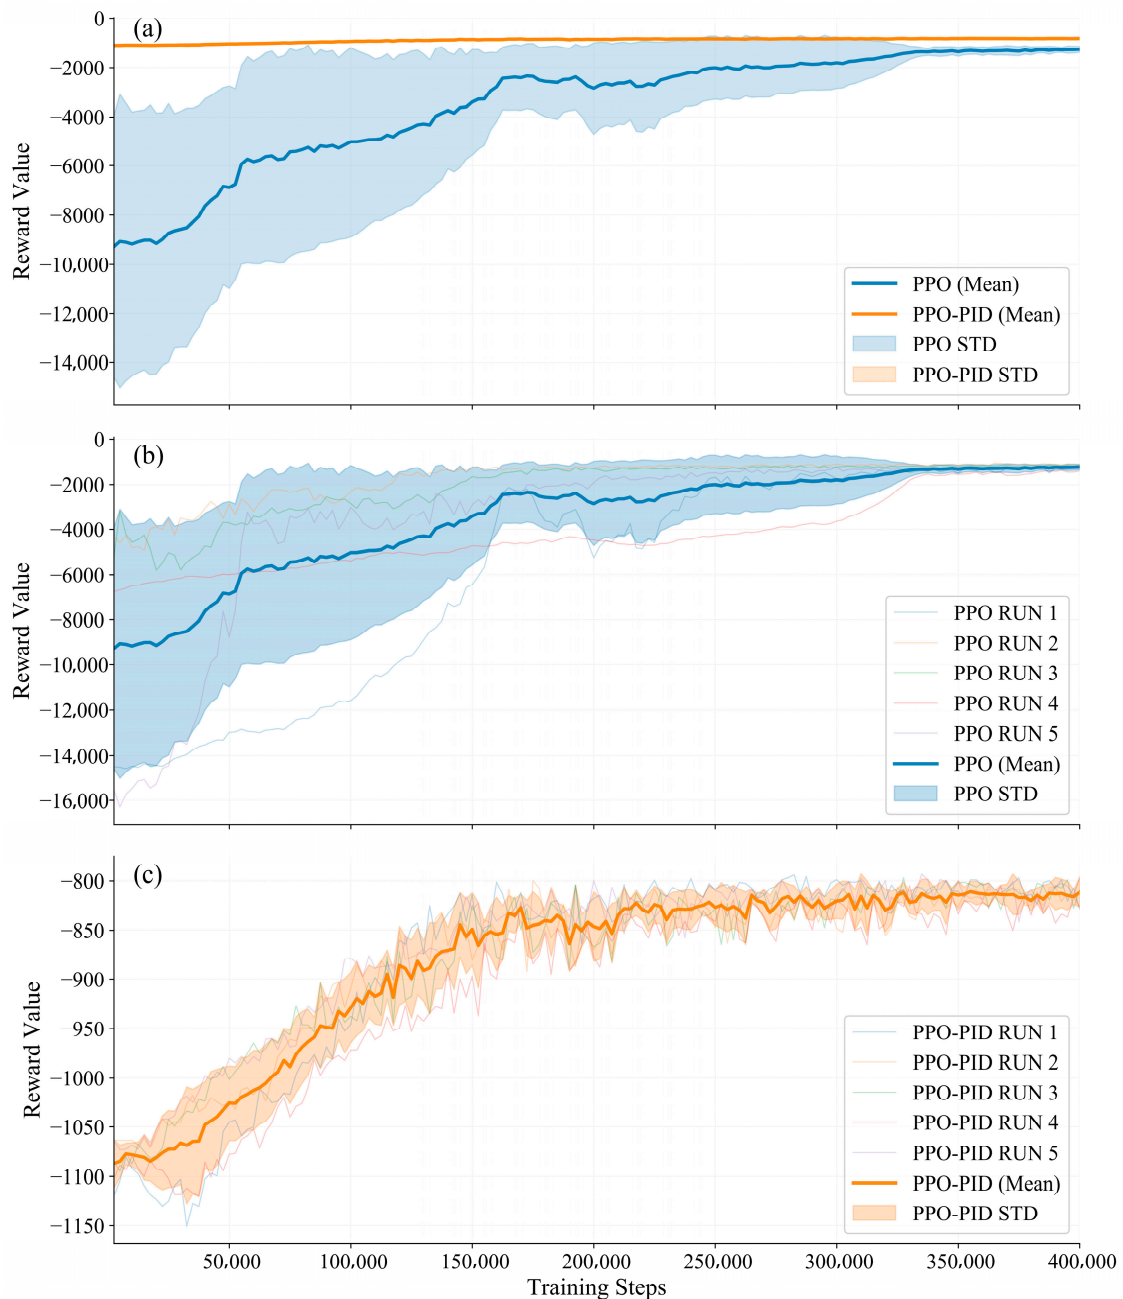 (a)
0
−2000
−4000
−6000
−8000
−10,000
−12,000
−14,000
Reward Value
PPO (Mean)
PPO-PID (Mean)
PPO STD
PPO-PID STD
(b)
0
−2000
−4000
−6000
−8000
−10,000
−12,000
−14,000
−16,000
Reward Value
PPO RUN 1
PPO RUN 2
PPO RUN 3
PPO RUN 4
PPO RUN 5
PPO (Mean)
PPO STD
(c)
−800
−850
−900
−950
−1000
−1050
−1100
−1150
Reward Value
PPO-PID RUN 1
PPO-PID RUN 2
PPO-PID RUN 3
PPO-PID RUN 4
PPO-PID RUN 5
PPO-PID (Mean)
PPO-PID STD
50,000 100,000 150,000 200,000 250,000 300,000 350,000 400,000
Training Steps